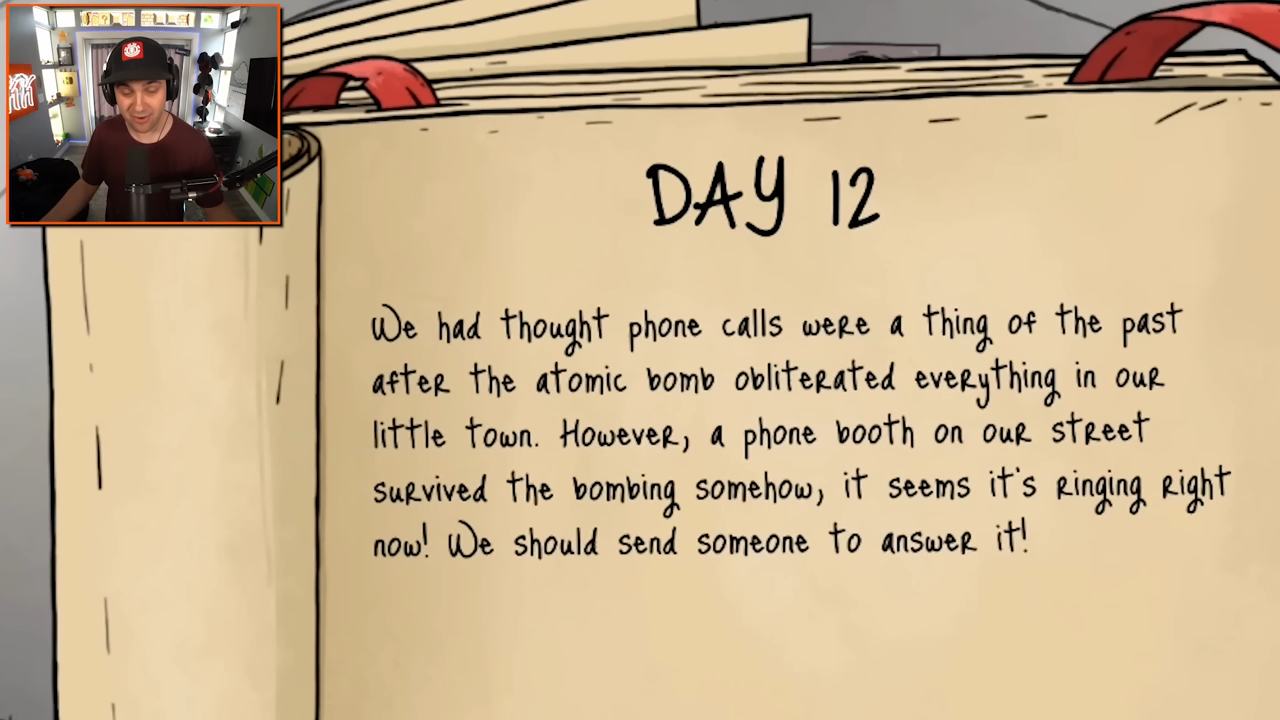 DAY 12
We had thought phone calls were a thing of the past
after the atomic bomb obliterated everything in our
little town. However, a phone booth on our street
survived the bombing somehow, it seems it's ringing right
now! We should send someone to answer it!